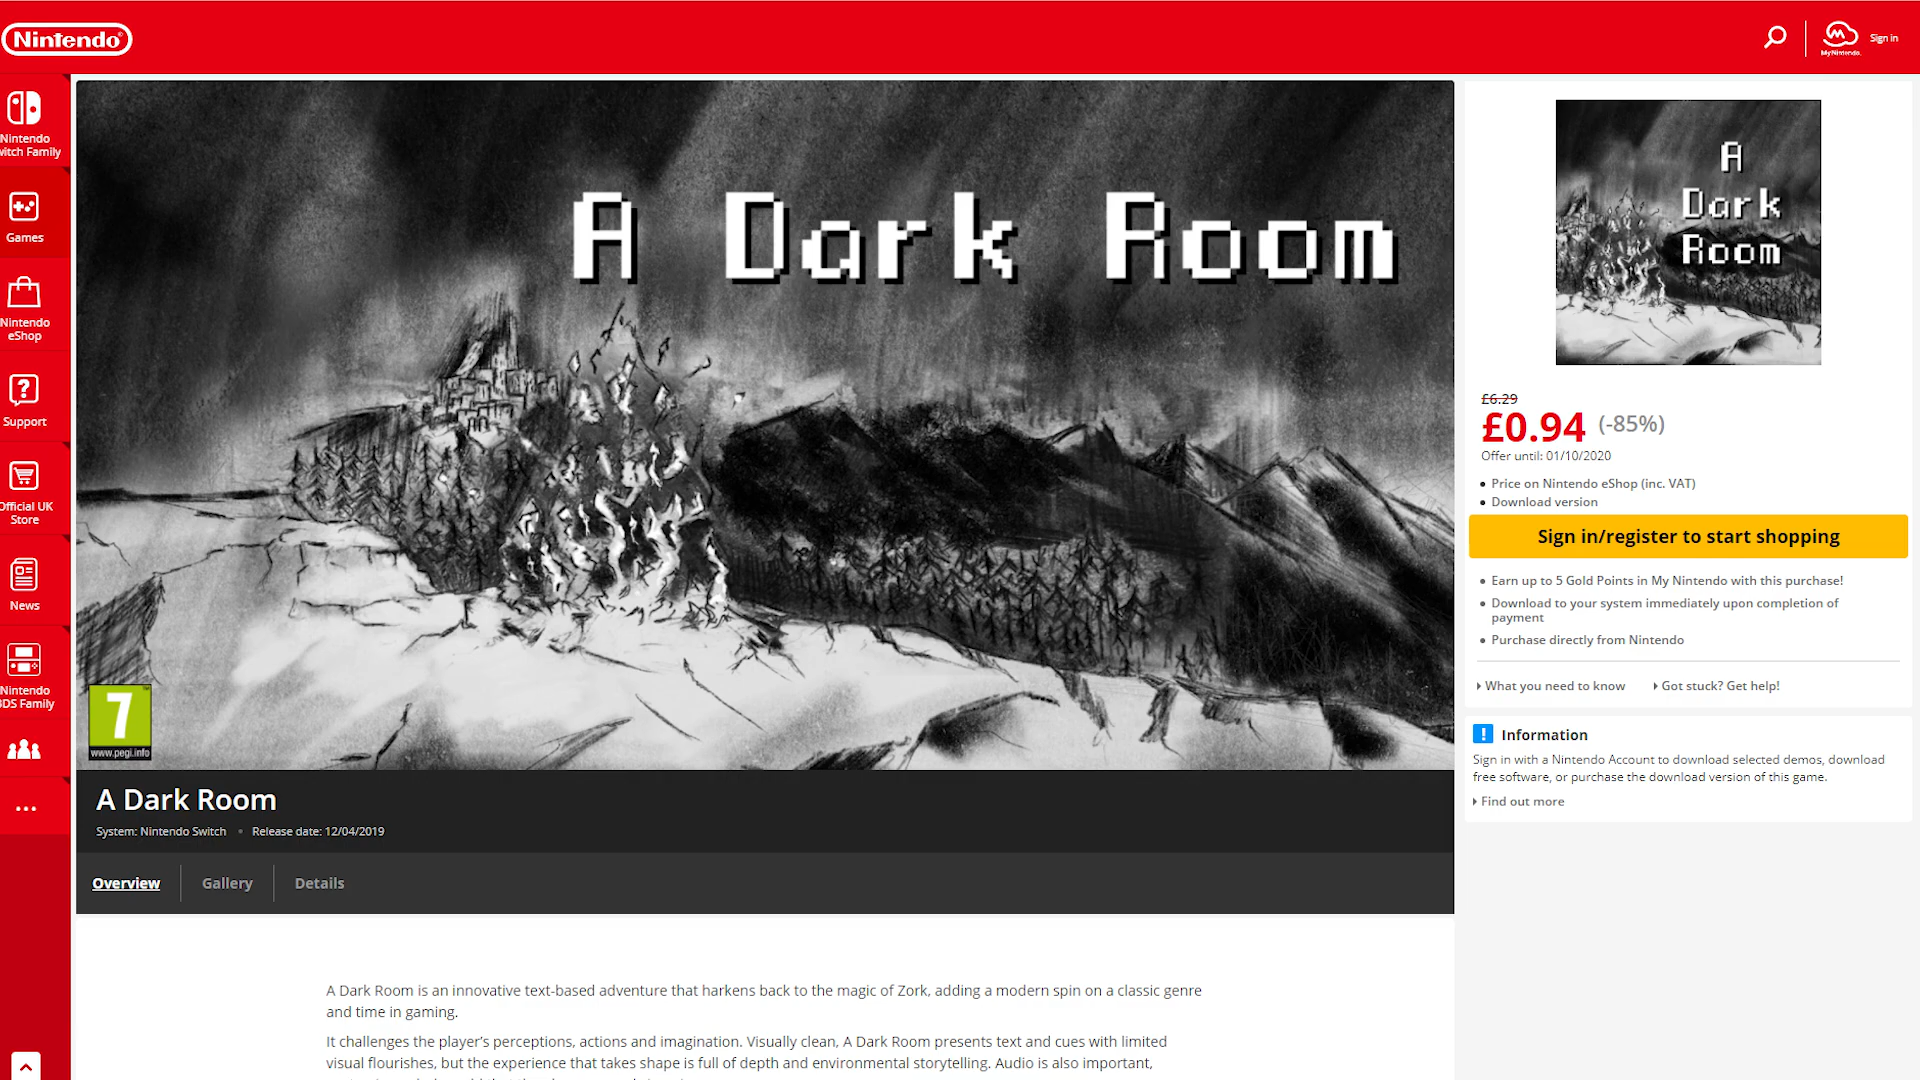 Nintendo
Sign in
My Nintendo
Nintendo
witch Family
Games
Nintendo
eShop
Support
Official UK
Store
News
Nintendo
3DS Family
...
A Dark Room
7
www.pegi.info
A Dark Room
System: Nintendo Switch • Release date: 12/04/2019
Overview
Gallery
Details
A Dark Room is an innovative text-based adventure that harkens back to the magic of Zork, adding a modern spin on a classic genre
and time in gaming.
It challenges the player's perceptions, actions and imagination. Visually clean, A Dark Room presents text and cues with limited
visual flourishes, but the experience that takes shape is full of depth and environmental storytelling. Audio is also important,
A
Dark
Room
£6.29
£0.94 (-85%)
Offer until: 01/10/2020
• Price on Nintendo eShop (inc. VAT)
• Download version
Sign in/register to start shopping
• Earn up to 5 Gold Points in My Nintendo with this purchase!
• Download to your system immediately upon completion of
payment
• Purchase directly from Nintendo
What you need to know
Got stuck? Get help!
! Information
Sign in with a Nintendo Account to download selected demos, download
free software, or purchase the download version of this game.
Find out more